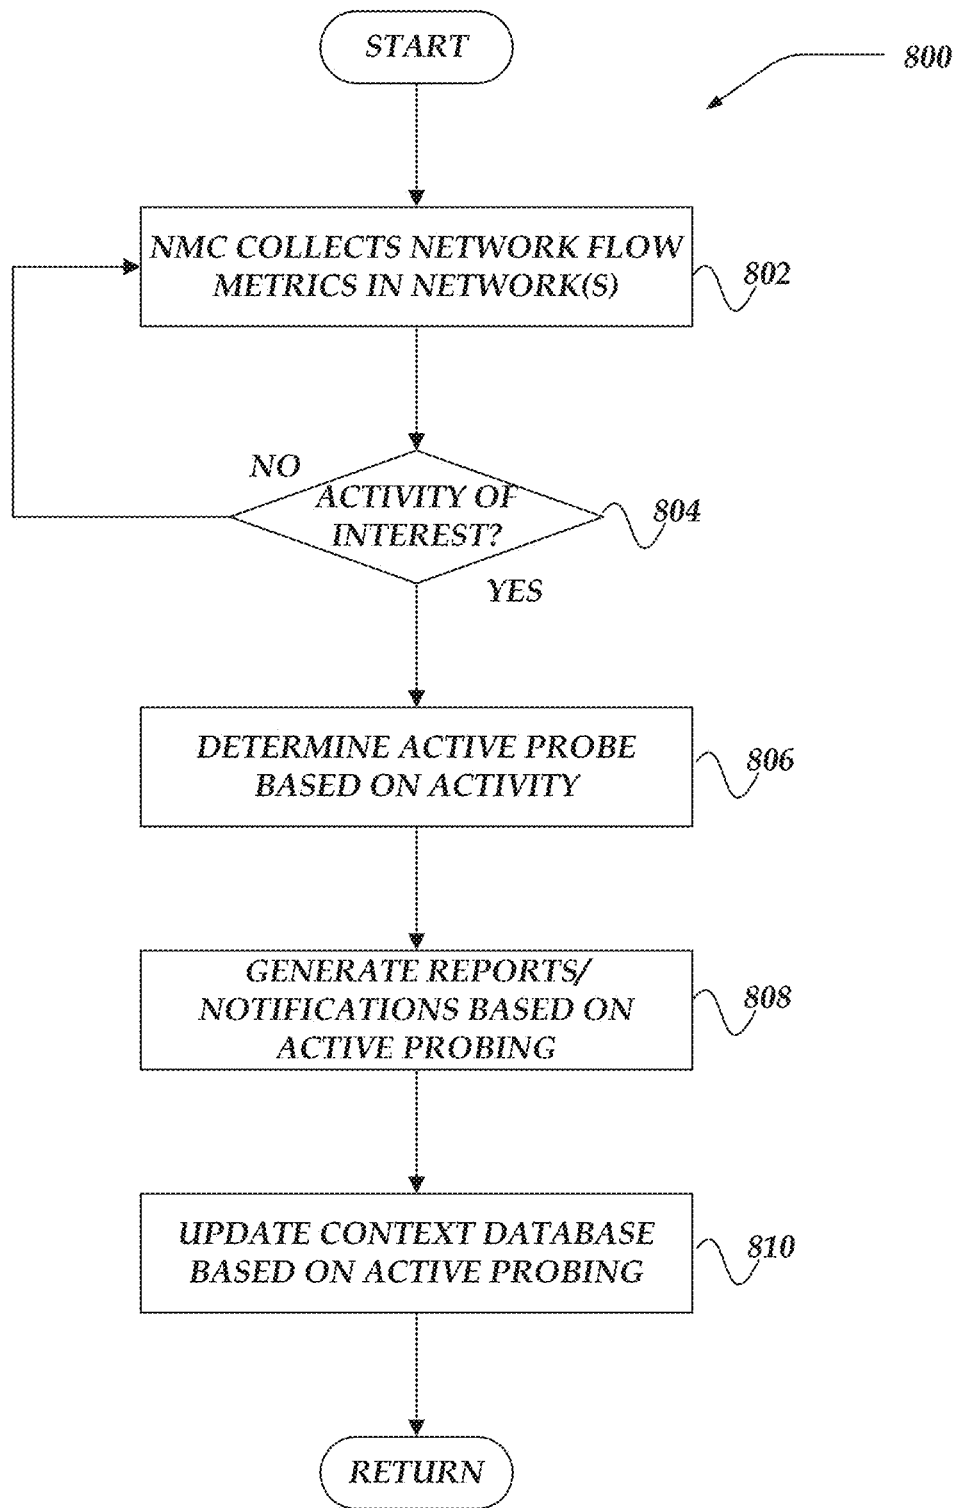 START
800
NMC COLLECTS NETWORK FLOW
METRICS IN NETWORK(S)
802
NO
ACTIVITY OF
INTEREST?
804
YES
DETERMINE ACTIVE PROBE
BASED ON ACTIVITY
806
GENERATE REPORTS/
NOTIFICATIONS BASED ON
ACTIVE PROBING
808
UPDATE CONTEXT DATABASE
BASED ON ACTIVE PROBING
810
RETURN